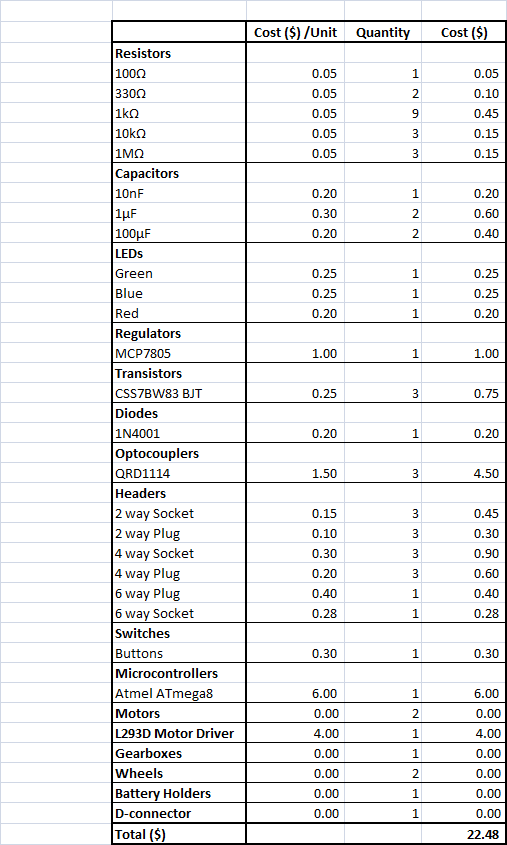 Cost ($) /Unit Quantity Cost ($)
Resistors
100Ω 0.05 1 0.05
330Ω 0.05 2 0.10
1kΩ 0.05 9 0.45
10kΩ 0.05 3 0.15
1MΩ 0.05 3 0.15
Capacitors
10nF 0.20 1 0.20
1μF 0.30 2 0.60
100μF 0.20 2 0.40
LEDs
Green 0.25 1 0.25
Blue 0.25 1 0.25
Red 0.20 1 0.20
Regulators
MCP7805 1.00 1 1.00
Transistors
CSS7BW83 BJT 0.25 3 0.75
Diodes
1N4001 0.20 1 0.20
Optocouplers
QRD1114 1.50 3 4.50
Headers
2 way Socket 0.15 3 0.45
2 way Plug 0.10 3 0.30
4 way Socket 0.30 3 0.90
4 way Plug 0.20 3 0.60
6 way Plug 0.40 1 0.40
6 way Socket 0.28 1 0.28
Switches
Buttons 0.30 1 0.30
Microcontrollers
Atmel ATmega8 6.00 1 6.00
Motors 0.00 2 0.00
L293D Motor Driver 4.00 1 4.00
Gearboxes 0.00 1 0.00
Wheels 0.00 2 0.00
Battery Holders 0.00 1 0.00
D-connector 0.00 1 0.00
Total ($) 22.48